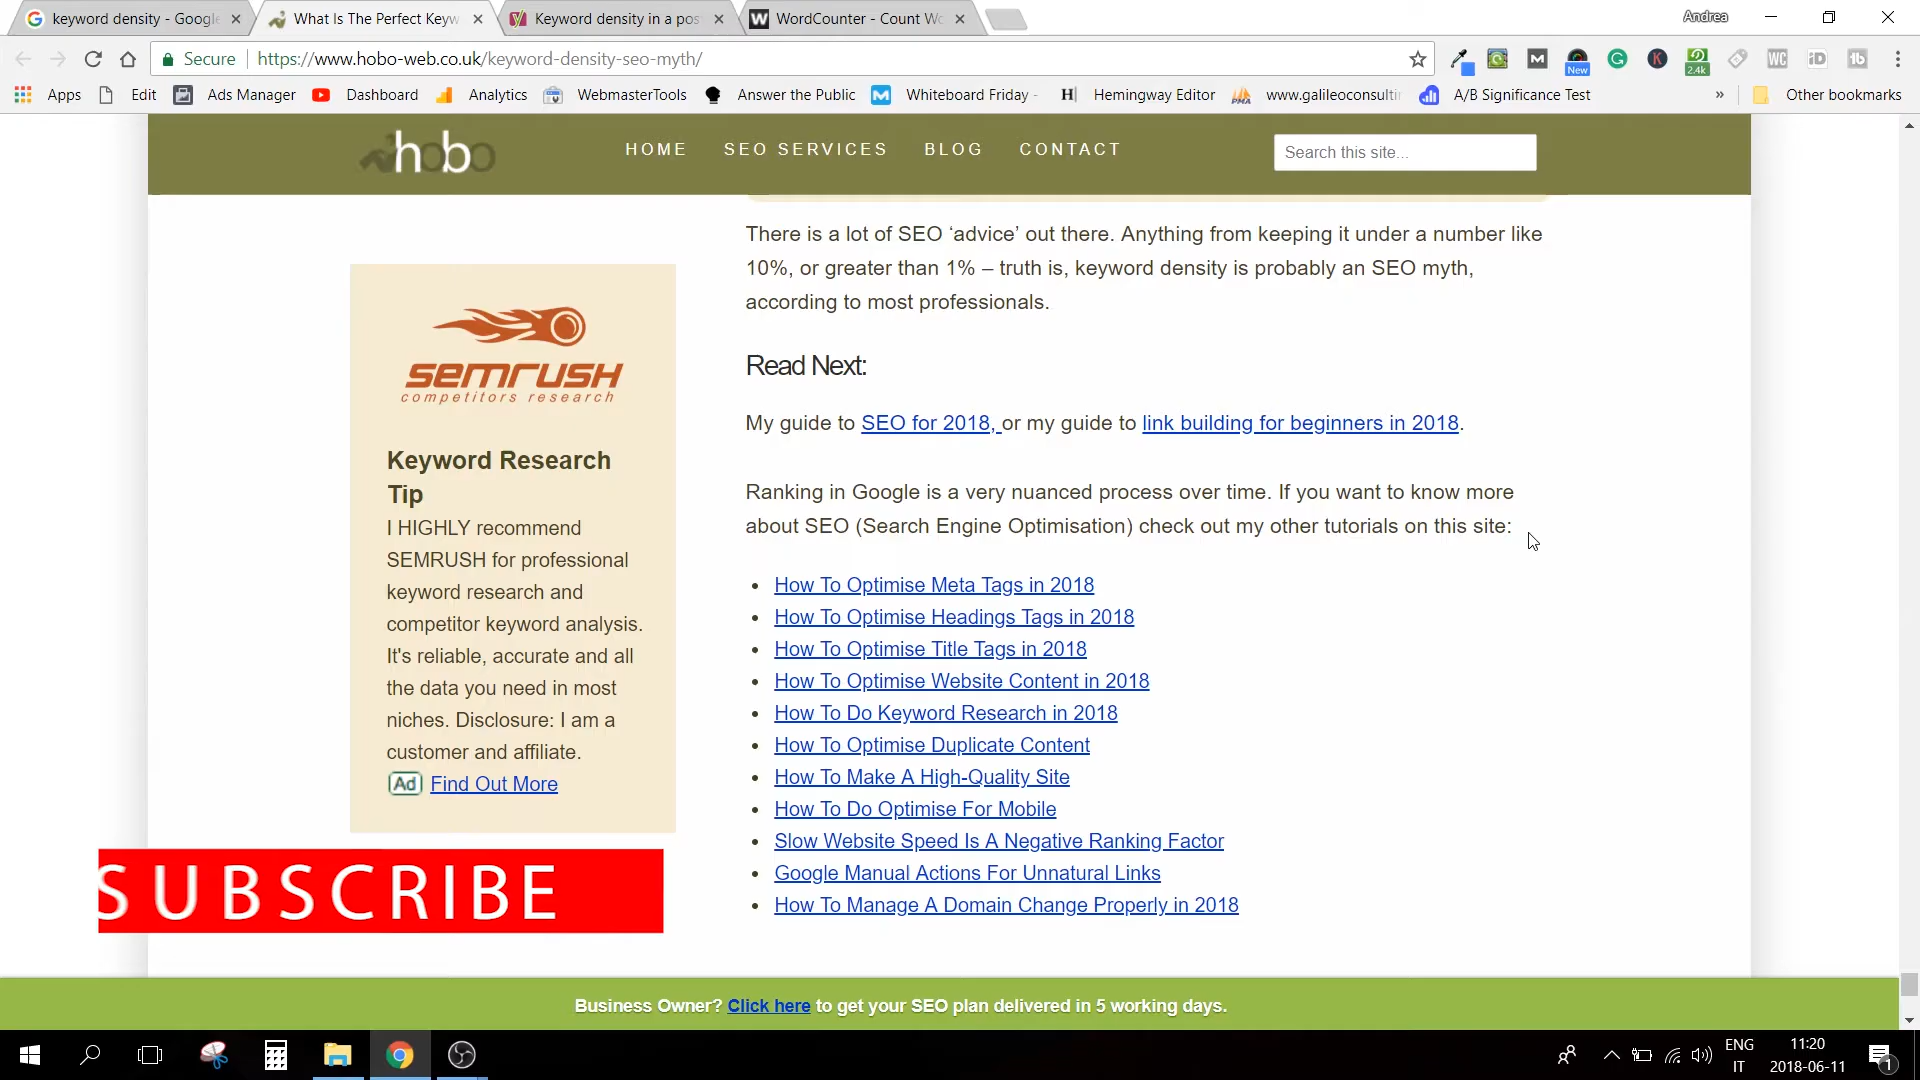 keyword density - Google
What Is The Perfect Keyw
Keyword density in a pos
WordCounter - Count Wo
Andrea
Secure
https://www.hobo-web.co.uk/keyword-density-seo-myth/
New
2.4k
WC
Apps
Edit
Ads Manager
Dashboard
Analytics
WebmasterTools
Answer the Public
Whiteboard Friday -
Hemingway Editor
www.galileoconsulti
A/B Significance Test
»
Other bookmarks
hobo
HOME
SEO SERVICES
BLOG
CONTACT
Search this site...
There is a lot of SEO ‘advice’ out there. Anything from keeping it under a number like
10%, or greater than 1% – truth is, keyword density is probably an SEO myth,
according to most professionals.
Read Next:
My guide to SEO for 2018, or my guide to link building for beginners in 2018.
Ranking in Google is a very nuanced process over time. If you want to know more
about SEO (Search Engine Optimisation) check out my other tutorials on this site:
• How To Optimise Meta Tags in 2018
• How To Optimise Headings Tags in 2018
• How To Optimise Title Tags in 2018
• How To Optimise Website Content in 2018
• How To Do Keyword Research in 2018
• How To Optimise Duplicate Content
• How To Make A High-Quality Site
• How To Do Optimise For Mobile
• Slow Website Speed Is A Negative Ranking Factor
• Google Manual Actions For Unnatural Links
• How To Manage A Domain Change Properly in 2018
semrush
competitors research
Keyword Research
Tip
I HIGHLY recommend
SEMRUSH for professional
keyword research and
competitor keyword analysis.
It's reliable, accurate and all
the data you need in most
niches. Disclosure: I am a
customer and affiliate.
Ad Find Out More
SUBSCRIBE
Business Owner? Click here to get your SEO plan delivered in 5 working days.
ENG
IT
11:20
2018-06-11
1